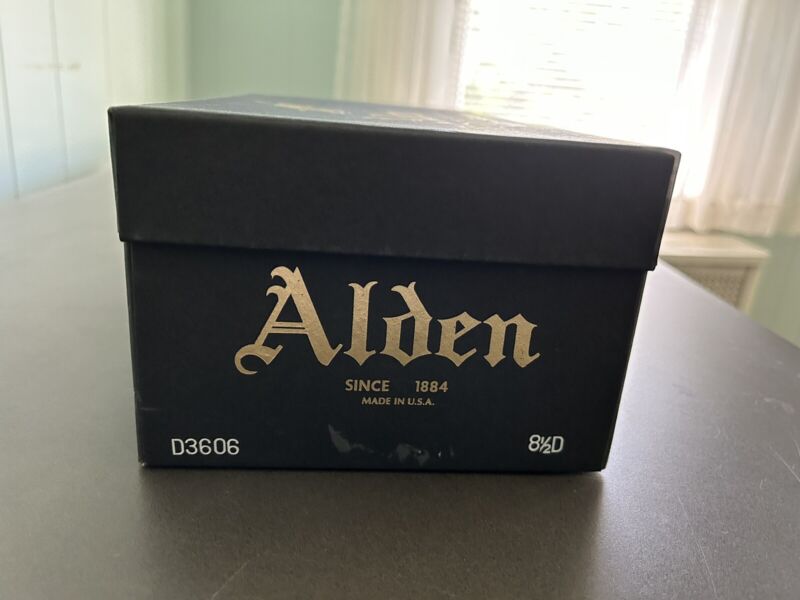 Alden
SINCE 1884
MADE IN U.S.A.
D3606 8½D